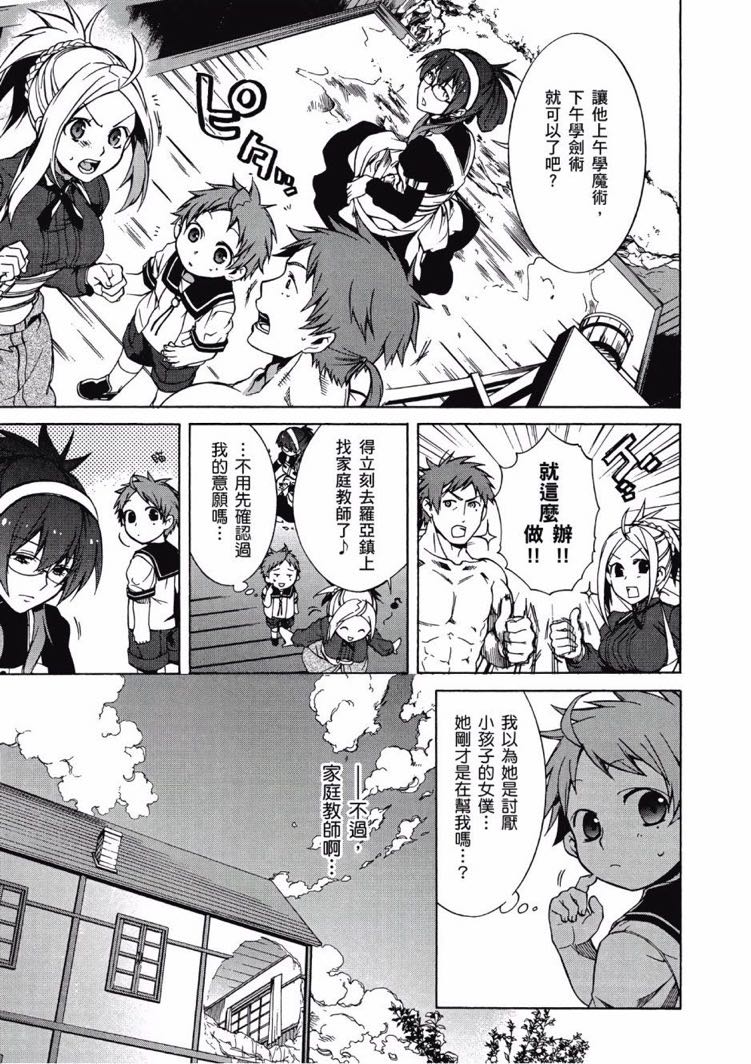 讓他上午學魔術，
下午學劍術
就可以了吧？
ピ
タッ
グッ
就這麼
辦!!
做!!
得立刻去羅亞鎮上
找家庭教師了♪
…不用先確認過
我的意願嗎…
啪
我以為她是討厭
小孩子的女僕…
她剛才是在幫我嗎…？
──不過，
家庭教師啊…